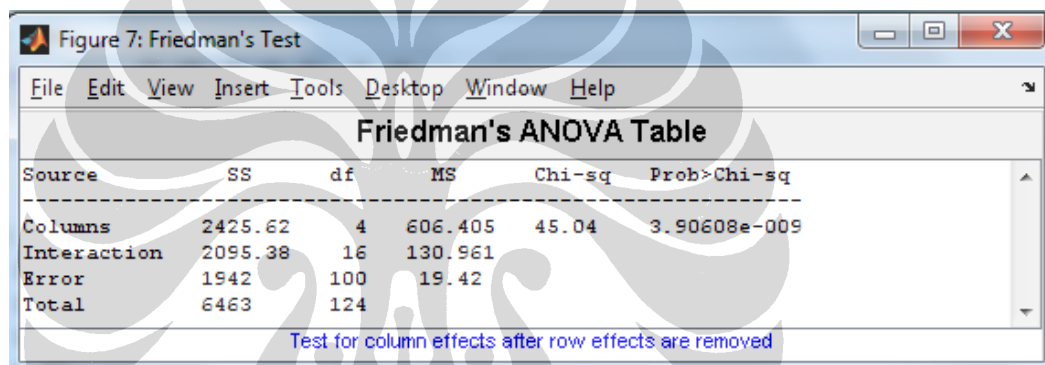 Figure 7: Friedman's Test
File Edit View Insert Tools Desktop Window Help
Friedman's ANOVA Table
Source SS df MS Chi-sq Prob>Chi-sq
Columns 2425.62 4 606.405 45.04 3.90608e-009
Interaction 2095.38 16 130.961
Error 1942 100 19.42
Total 6463 124
Test for column effects after row effects are removed